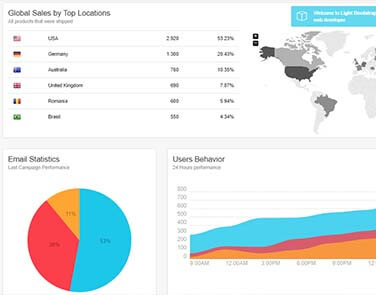 Global Sales by Top Locations
All products that were shipped
Welcome to Light Bootstrap
web developer
USA 2.920 53.23%
Germany 1.300 20.43%
Australia 760 10.35%
United Kingdom 690 7.87%
Romania 600 5.94%
Brasil 550 4.34%
Email Statistics
Last Campaign Performance
11%
36%
53%
Users Behavior
24 Hours performance
800
700
600
500
400
300
200
100
0
9:00AM 12:00AM 3:00PM 6:00PM 9:00PM 12: